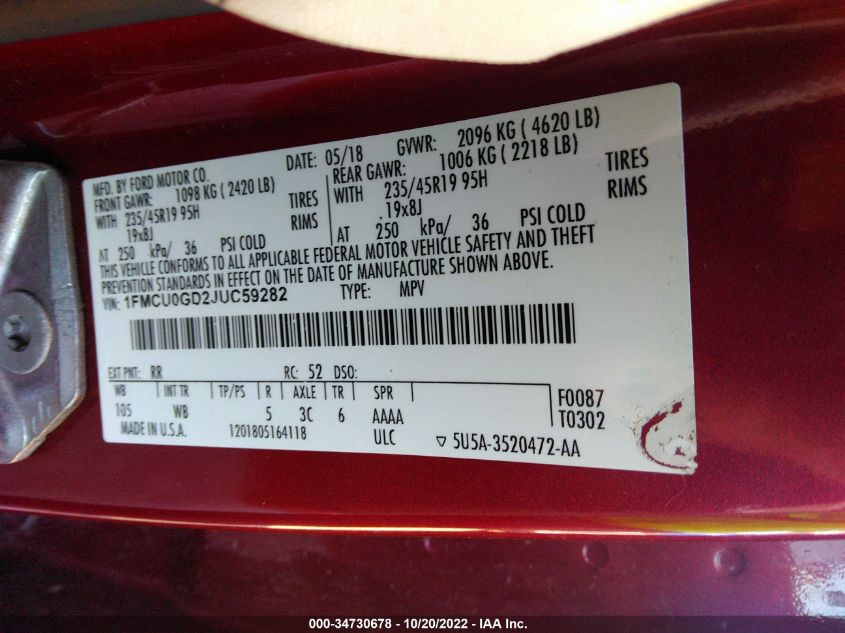 MFD. BY FORD MOTOR CO. DATE: 05/18 GVWR: 2096 KG ( 4620 LB)
FRONT GAWR: 1098 KG ( 2420 LB) REAR GAWR: 1006 KG ( 2218 LB)
WITH 235/45R19 95H TIRES WITH 235/45R19 95H TIRES
19x8J RIMS .19x8J RIMS
AT 250 kPa/ 36 PSI COLD AT 250 kPa/ 36 PSI COLD
THIS VEHICLE CONFORMS TO ALL APPLICABLE FEDERAL MOTOR VEHICLE SAFETY AND THEFT
PREVENTION STANDARDS IN EFFECT ON THE DATE OF MANUFACTURE SHOWN ABOVE.
VIN: 1FMCU0GD2JUC59282 TYPE: MPV
EXT PNT: RR RC: 52 DSO:
WB INT TR TP/PS R AXLE TR SPR F0087
105 WB 5 3C 6 AAAA T0302
MADE IN U.S.A. 1201805164118 ULC ▽ 5U5A-3520472-AA
000-34730678 - 10/20/2022 - IAA Inc.